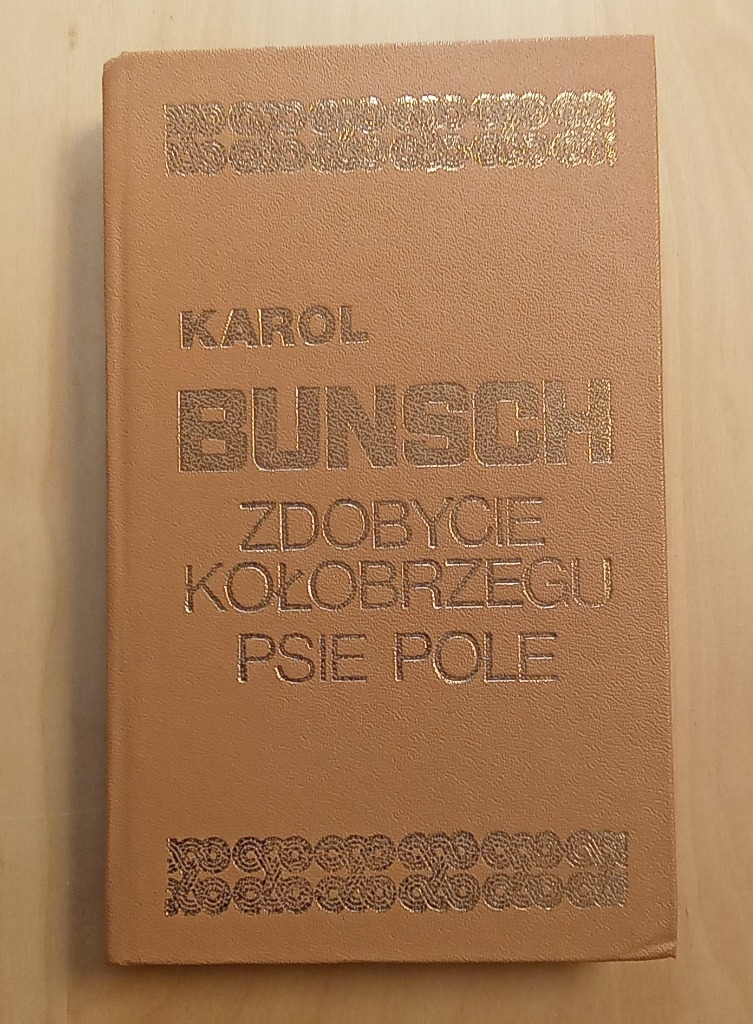 KAROL
BUNSCH
ZDOBYCIE
KOŁOBRZEGU
PSIE POLE